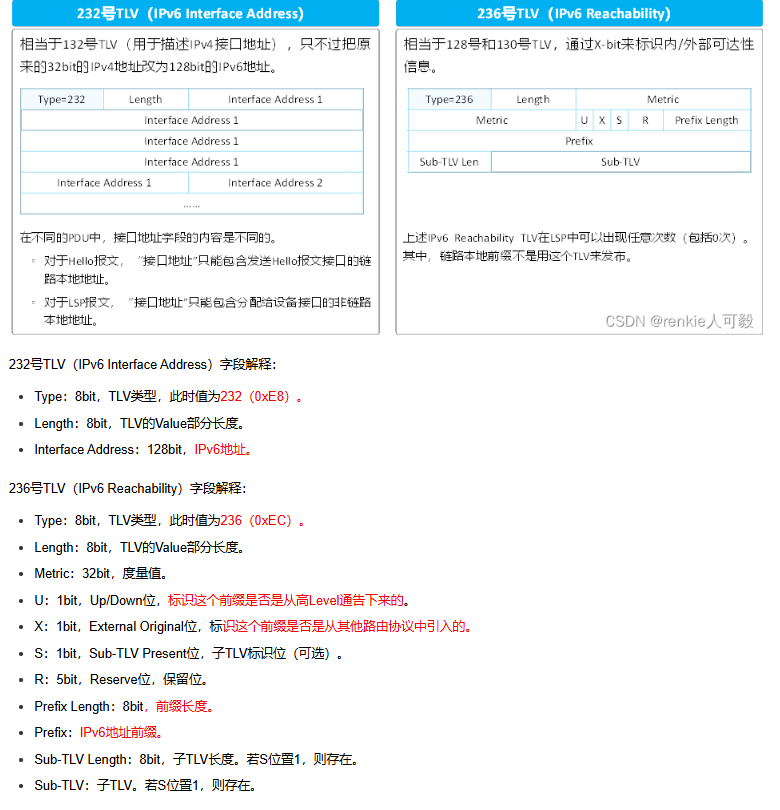 232号TLV（IPv6 Interface Address）
相当于132号TLV（用于描述IPv4接口地址），只不过把原
来的32bit的IPv4地址改为128bit的IPv6地址。
Type=232 Length Interface Address 1
Interface Address 1
Interface Address 1
Interface Address 1
Interface Address 1 Interface Address 2
……
在不同的PDU中，接口地址字段的内容是不同的。
▫ 对于Hello报文，“接口地址”只能包含发送Hello报文接口的链
路本地地址。
▫ 对于LSP报文，“接口地址”只能包含分配给设备接口的非链路
本地地址。
236号TLV（IPv6 Reachability）
相当于128号和130号TLV，通过X-bit来标识内/外部可达性
信息。
Type=236 Length Metric
Metric U X S R Prefix Length
Prefix
Sub-TLV Len Sub-TLV
上述IPv6 Reachability TLV在LSP中可以出现任意次数（包括0次）。
其中，链路本地前缀不是用这个TLV来发布。
CSDN @renkie人可毅
232号TLV（IPv6 Interface Address）字段解释：
• Type：8bit，TLV类型，此时值为232（0xE8）。
• Length：8bit，TLV的Value部分长度。
• Interface Address：128bit，IPv6地址。
236号TLV（IPv6 Reachability）字段解释：
• Type：8bit，TLV类型，此时值为236（0xEC）。
• Length：8bit，TLV的Value部分长度。
• Metric：32bit，度量值。
• U：1bit，Up/Down位，标识这个前缀是否是从高Level通告下来的。
• X：1bit，External Original位，标识这个前缀是否是从其他路由协议中引入的。
• S：1bit，Sub-TLV Present位，子TLV标识位（可选）。
• R：5bit，Reserve位，保留位。
• Prefix Length：8bit，前缀长度。
• Prefix：IPv6地址前缀。
• Sub-TLV Length：8bit，子TLV长度。若S位置1，则存在。
• Sub-TLV：子TLV。若S位置1，则存在。